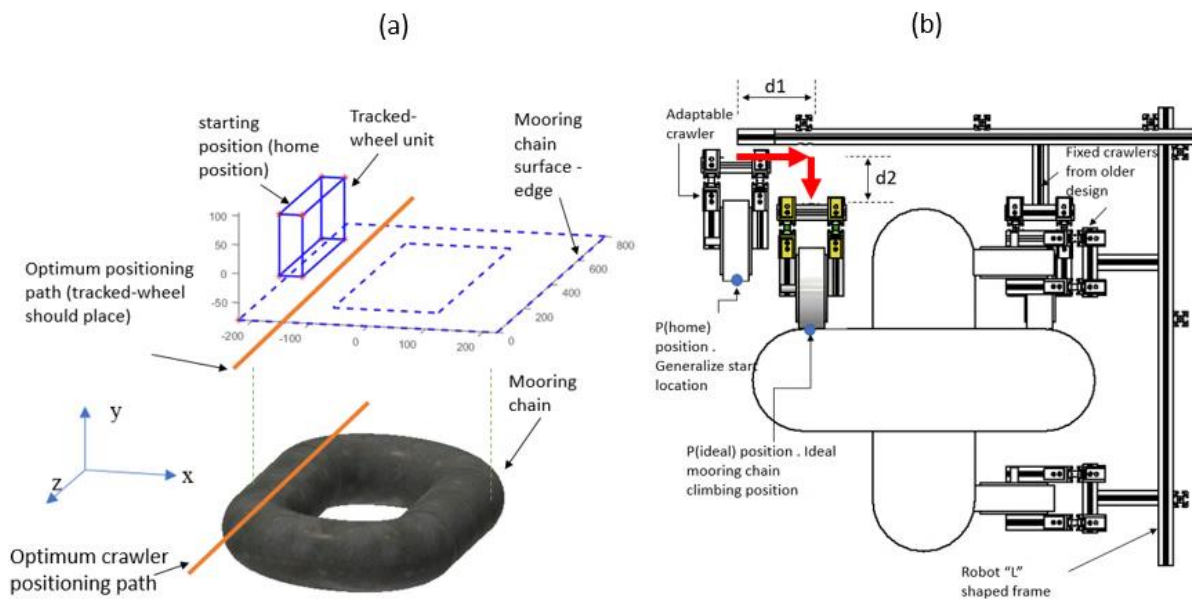 (a)
starting
position (home
position)
Tracked-
wheel unit
Mooring
chain
surface -
edge
100
50
0
-50
-200
-100
0
100
200
0
200
400
600
800
Optimum positioning
path (tracked-wheel
should place)
Mooring
chain
y
x
z
Optimum crawler
positioning path
(b)
d1
Adaptable
crawler
d2
Fixed crawlers
from older
design
P(home)
position .
Generalize start
location
P(ideal) position . Ideal
mooring chain
climbing position
Robot “L”
shaped frame